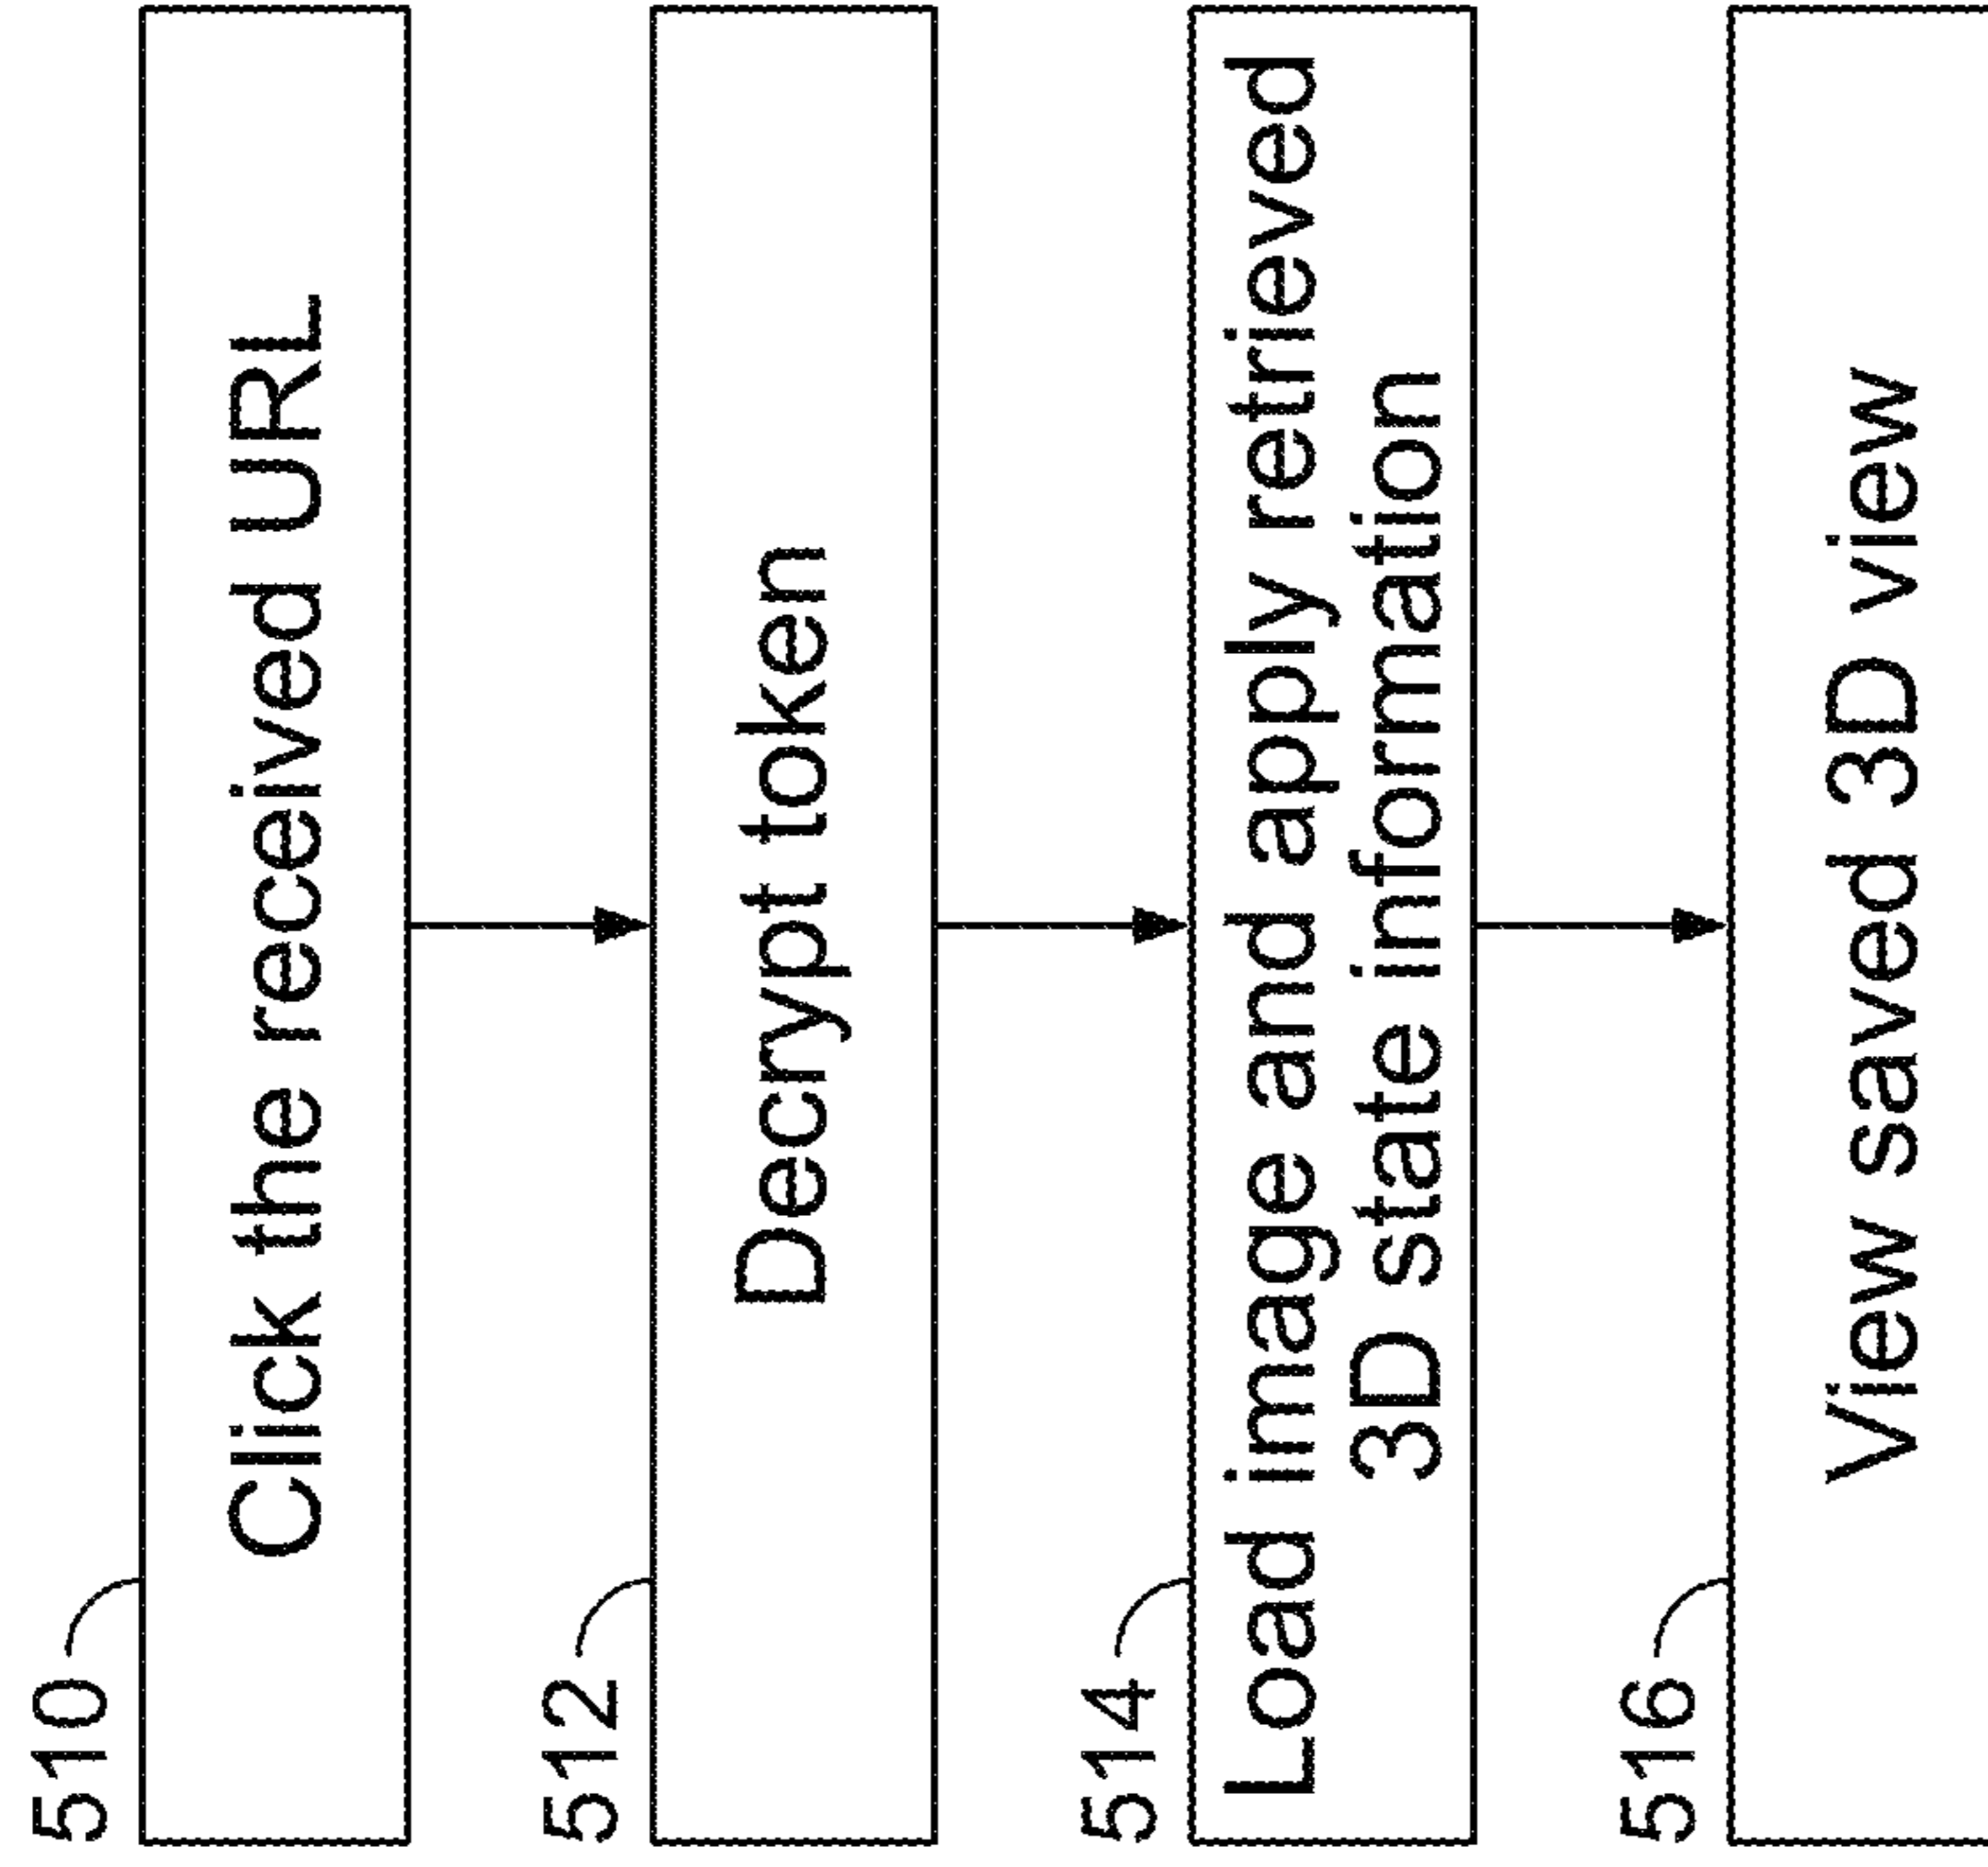 510
Click the received URL
512
Decrypt token
514
Load image and apply retrieved
3D state information
516
View saved 3D view